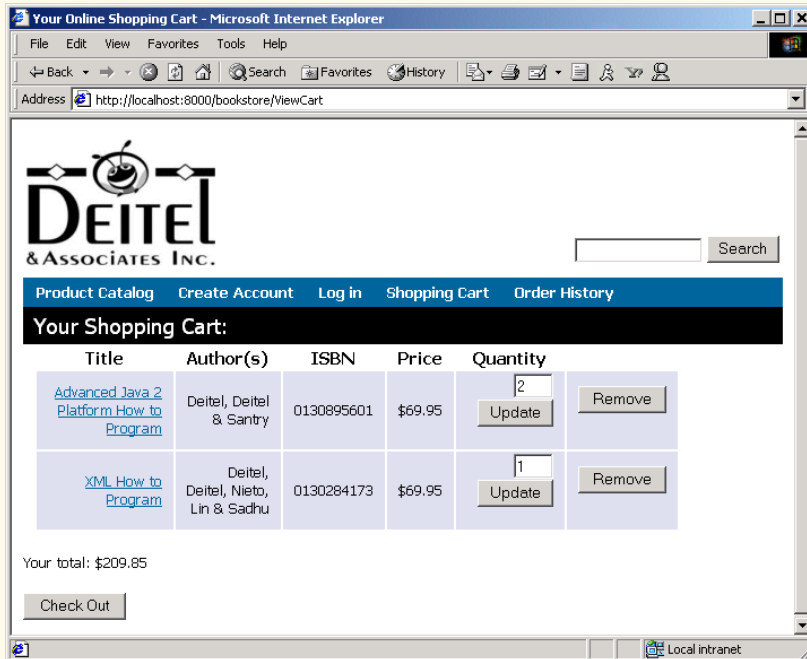 Your Online Shopping Cart - Microsoft Internet Explorer
File Edit View Favorites Tools Help
Back Search Favorites History
Address http://localhost:8000/bookstore/ViewCart
DEITEL
& ASSOCIATES INC.
Search
Product Catalog Create Account Log in Shopping Cart Order History
Your Shopping Cart:
Title Author(s) ISBN Price Quantity
Advanced Java 2
Platform How to
Program
Deitel, Deitel
& Santry
0130895601
$69.95
2
Update
Remove
XML How to
Program
Deitel,
Deitel, Nieto,
Lin & Sadhu
0130284173
$69.95
1
Update
Remove
Your total: $209.85
Check Out
Local intranet